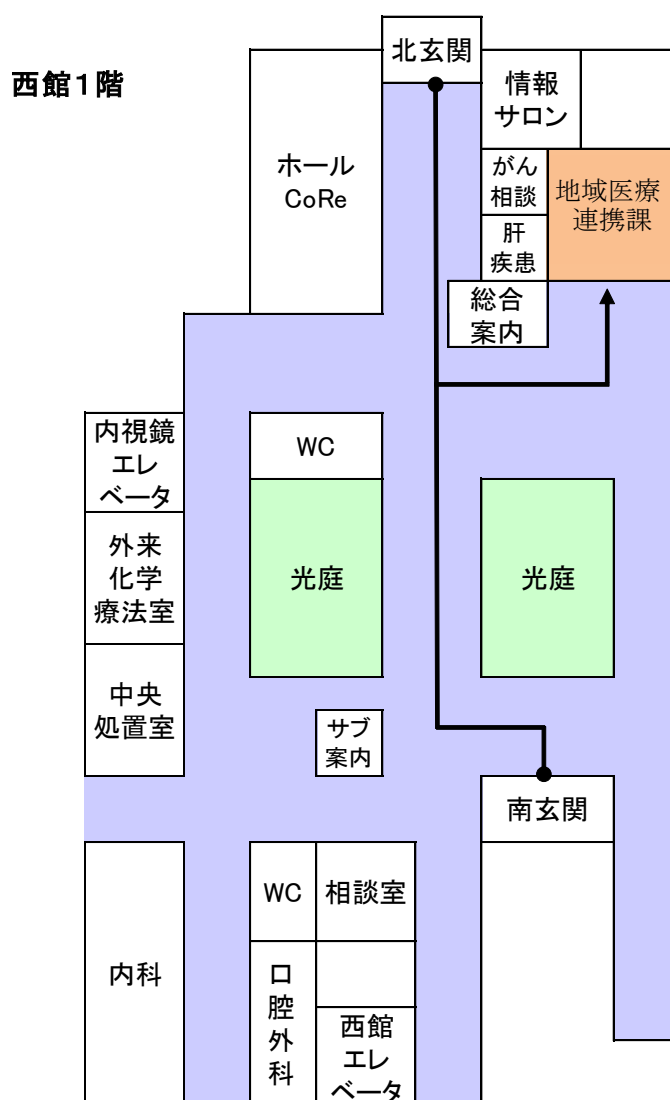 西館1階
北玄関
情報
サロン
ホール
CoRe
がん
相談
地域医療
連携課
肝
疾患
総合
案内
内視鏡
エレ
ベータ
WC
外来
化学
療法室
光庭
光庭
中央
処置室
サブ
案内
南玄関
WC
相談室
内科
口
腔
外
科
西館
エレ
ベータ